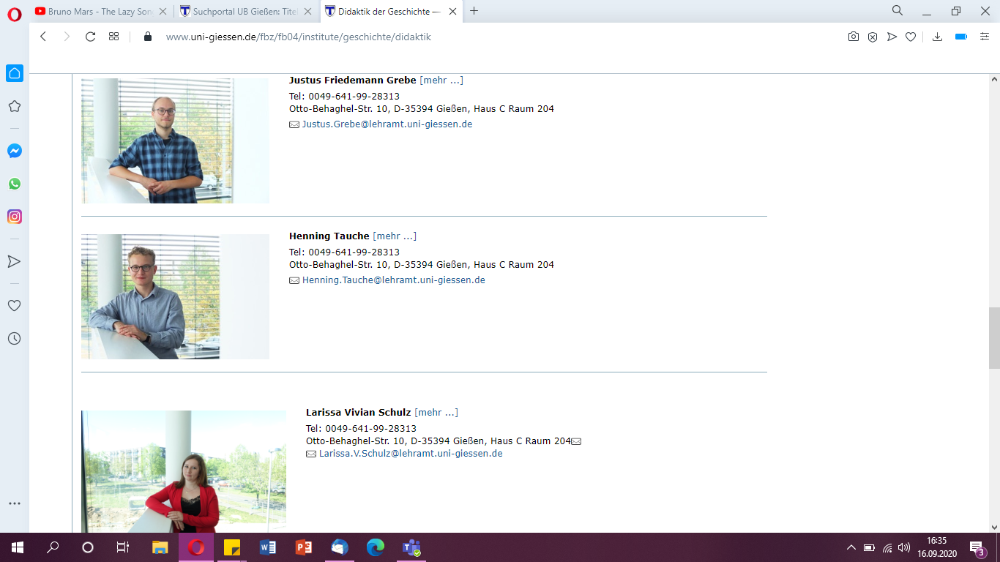 Bruno Mars - The Lazy Son
Suchportal UB Gießen: Titel
Didaktik der Geschichte —
www.uni-giessen.de/fbz/fb04/institute/geschichte/didaktik
Justus Friedemann Grebe [mehr ...]
Tel: 0049-641-99-28313
Otto-Behaghel-Str. 10, D-35394 Gießen, Haus C Raum 204
Justus.Grebe@lehramt.uni-giessen.de
Henning Tauche [mehr ...]
Tel: 0049-641-99-28313
Otto-Behaghel-Str. 10, D-35394 Gießen, Haus C Raum 204
Henning.Tauche@lehramt.uni-giessen.de
Larissa Vivian Schulz [mehr ...]
Tel: 0049-641-99-28313
Otto-Behaghel-Str. 10, D-35394 Gießen, Haus C Raum 204
Larissa.V.Schulz@lehramt.uni-giessen.de
16:35
16.09.2020
3